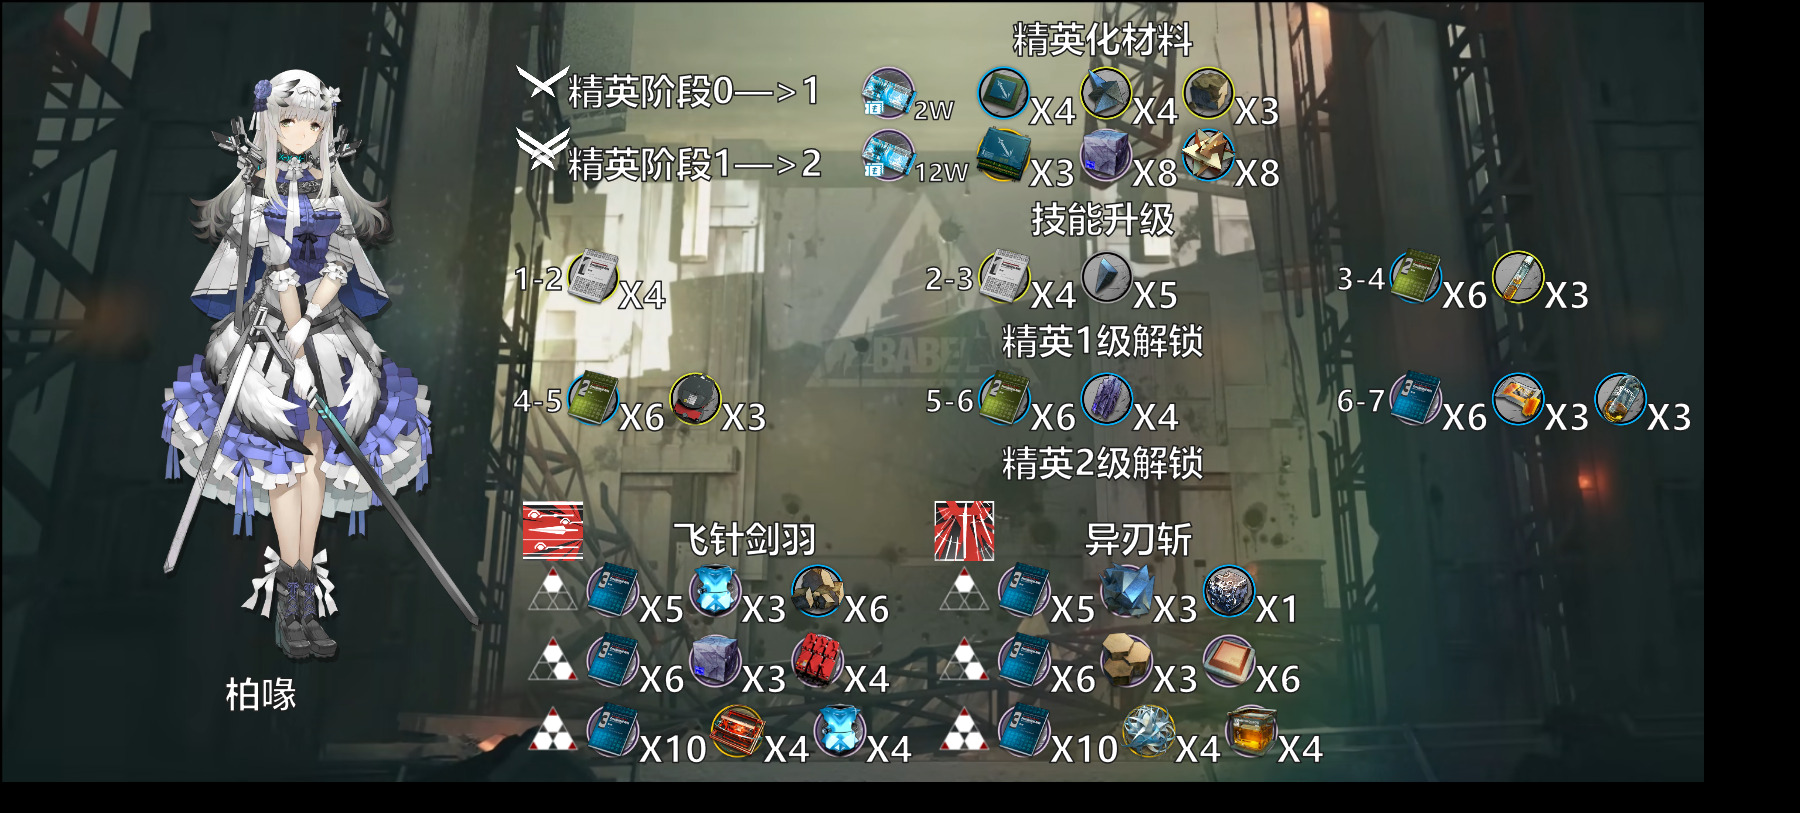 精英化材料
精英阶段0—>1 2W X4 X4 X3
精英阶段1—>2 12W X3 X8 X8
技能升级
1-2 X4 2-3 X4 X5 3-4 X6 X3
精英1级解锁
BABEL
4-5 X6 X3 5-6 X6 X4 6-7 X6 X3 X3
精英2级解锁
飞针剑羽 异刃斩
X5 X3 X6 X5 X3 X1
X6 X3 X4 X6 X3 X6
柏喙
X10 X4 X4 X10 X4 X4